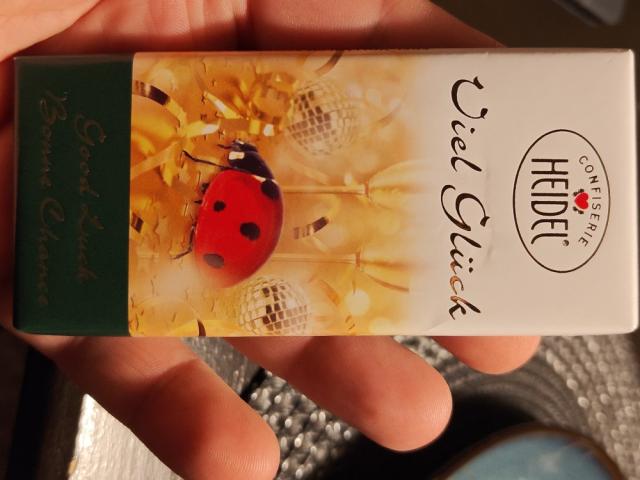 CONFISERIE
HEIDEL®
Viel Glück
Good Luck
Bonne Chance